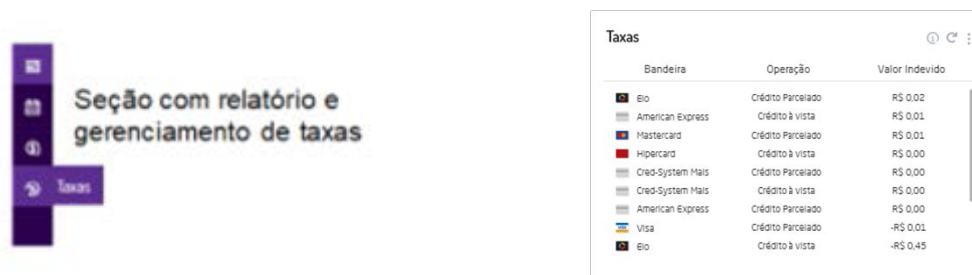 Seção com relatório e
gerenciamento de taxas
Taxas
Taxas
Bandeira Operação Valor Indevido
Elo Crédito Parcelado R$ 0,02
American Express Crédito à vista R$ 0,01
Mastercard Crédito Parcelado R$ 0,01
Hipercard Crédito à vista R$ 0,00
Cred-System Mais Crédito Parcelado R$ 0,00
Cred-System Mais Crédito à vista R$ 0,00
American Express Crédito Parcelado R$ 0,00
Visa Crédito Parcelado -R$ 0,01
Elo Crédito à vista -R$ 0,45